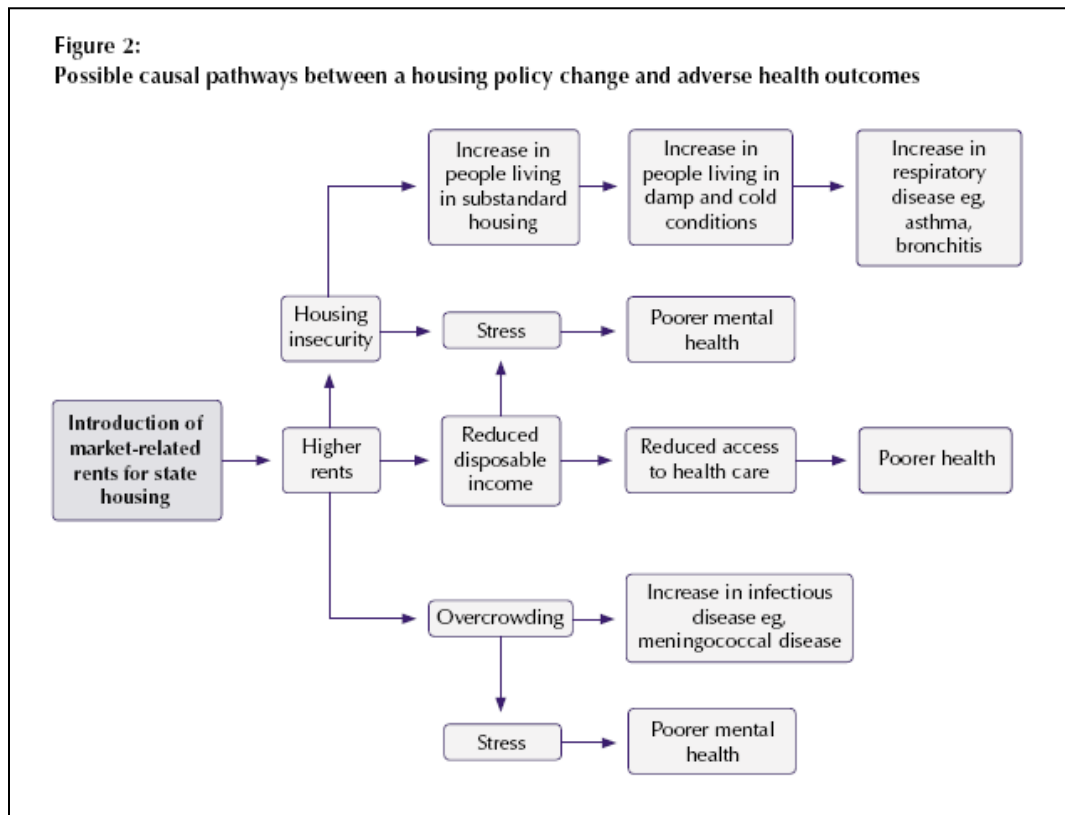 Figure 2:
Possible causal pathways between a housing policy change and adverse health outcomes
Increase in
people living
in substandard
housing
Increase in
people living in
damp and cold
conditions
Increase in
respiratory
disease eg,
asthma,
bronchitis
Housing
insecurity
Stress
Poorer mental
health
Introduction of
market-related
rents for state
housing
Higher
rents
Reduced
disposable
income
Reduced access
to health care
Poorer health
Overcrowding
Increase in infectious
disease eg,
meningococcal disease
Stress
Poorer mental
health